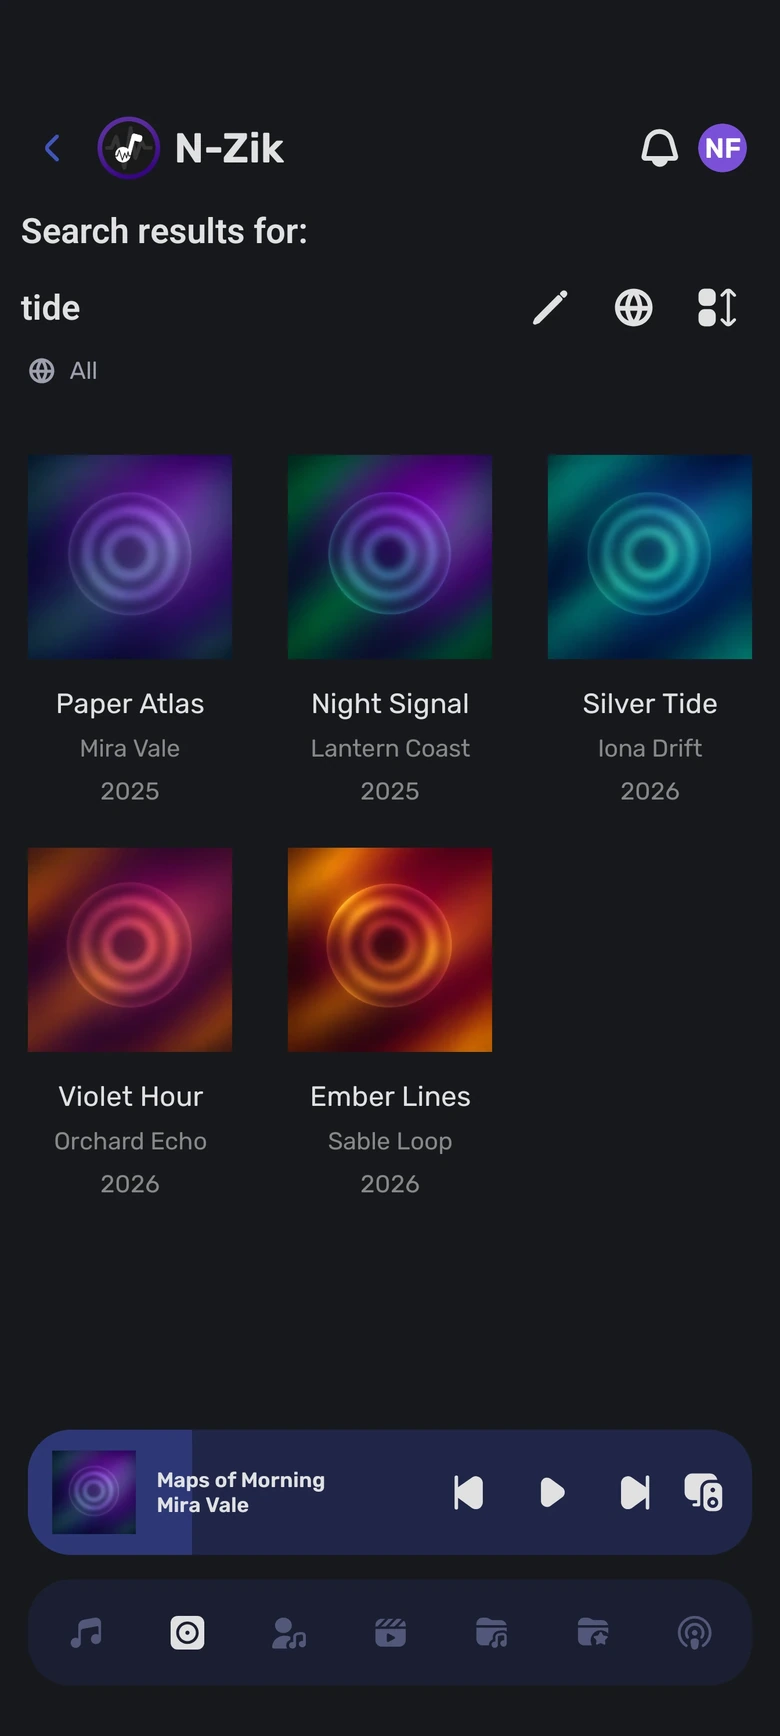 N-Zik
NF
Search results for:
tide
All
Paper Atlas
Mira Vale
2025
Night Signal
Lantern Coast
2025
Silver Tide
Iona Drift
2026
Violet Hour
Orchard Echo
2026
Ember Lines
Sable Loop
2026
Maps of Morning
Mira Vale